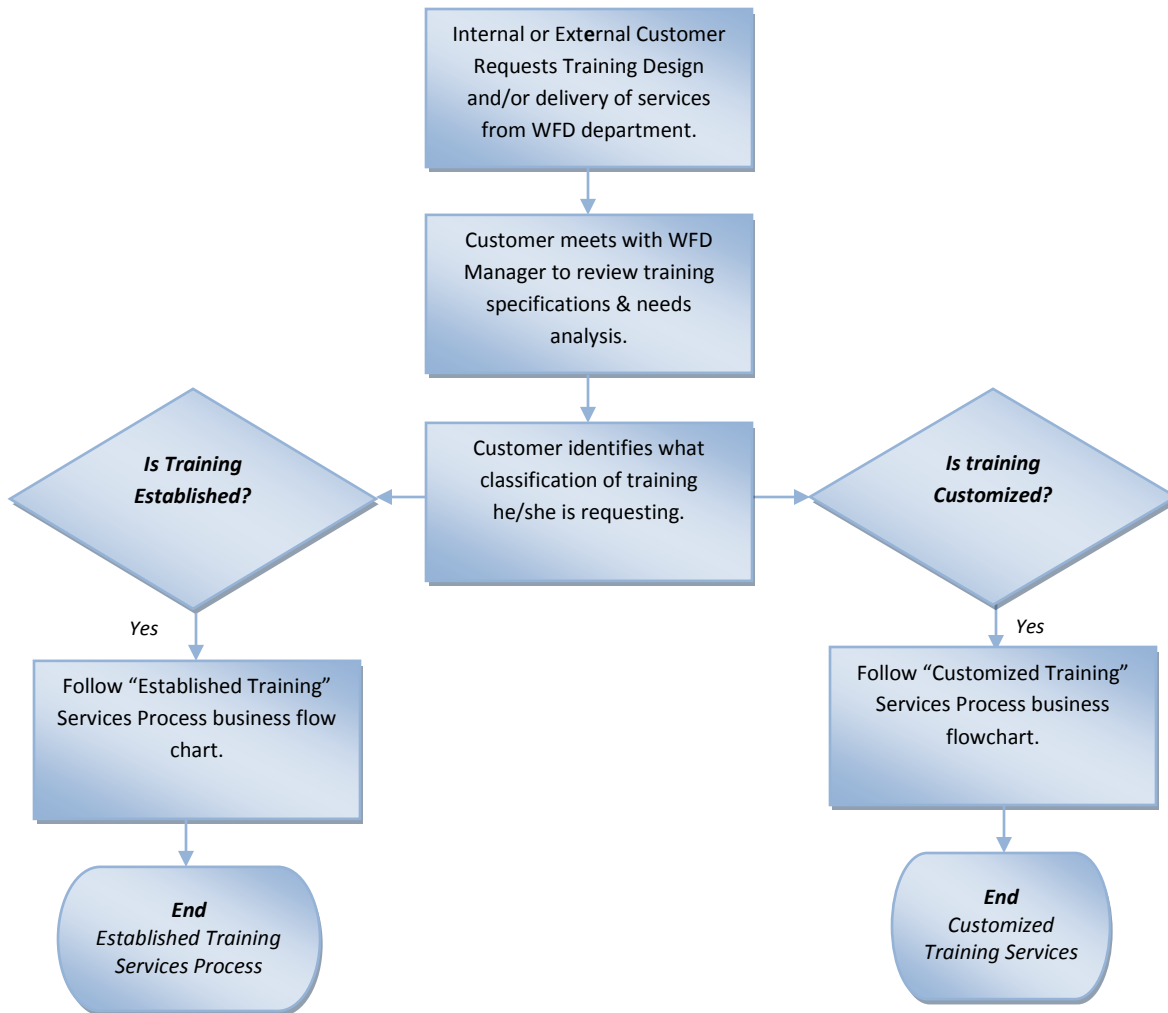 Internal or External Customer
Requests Training Design
and/or delivery of services
from WFD department.
Customer meets with WFD
Manager to review training
specifications & needs
analysis.
Customer identifies what
classification of training
he/she is requesting.
Is Training
Established?
Yes
Follow “Established Training”
Services Process business flow
chart.
End
Established Training
Services Process
Is training
Customized?
Yes
Follow “Customized Training”
Services Process business
flowchart.
End
Customized
Training Services